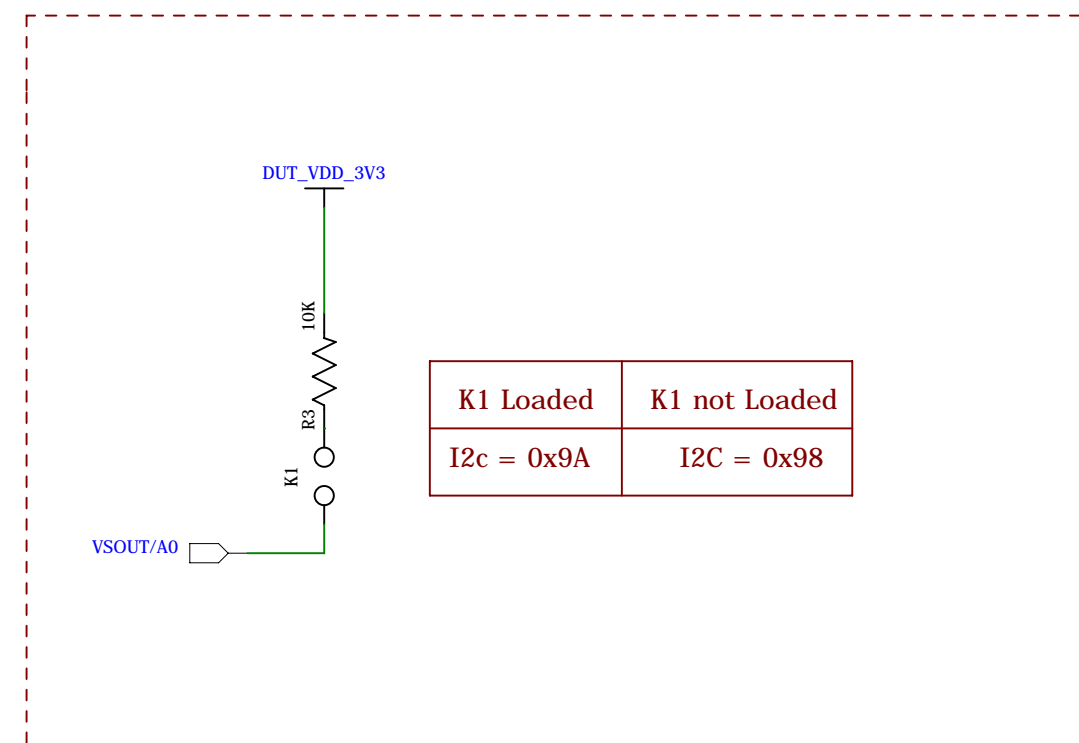 DUT_VDD_3V3
10K
R3
K1
VSOUT/A0
K1 Loaded
K1 not Loaded
I2c = 0x9A
I2C = 0x98